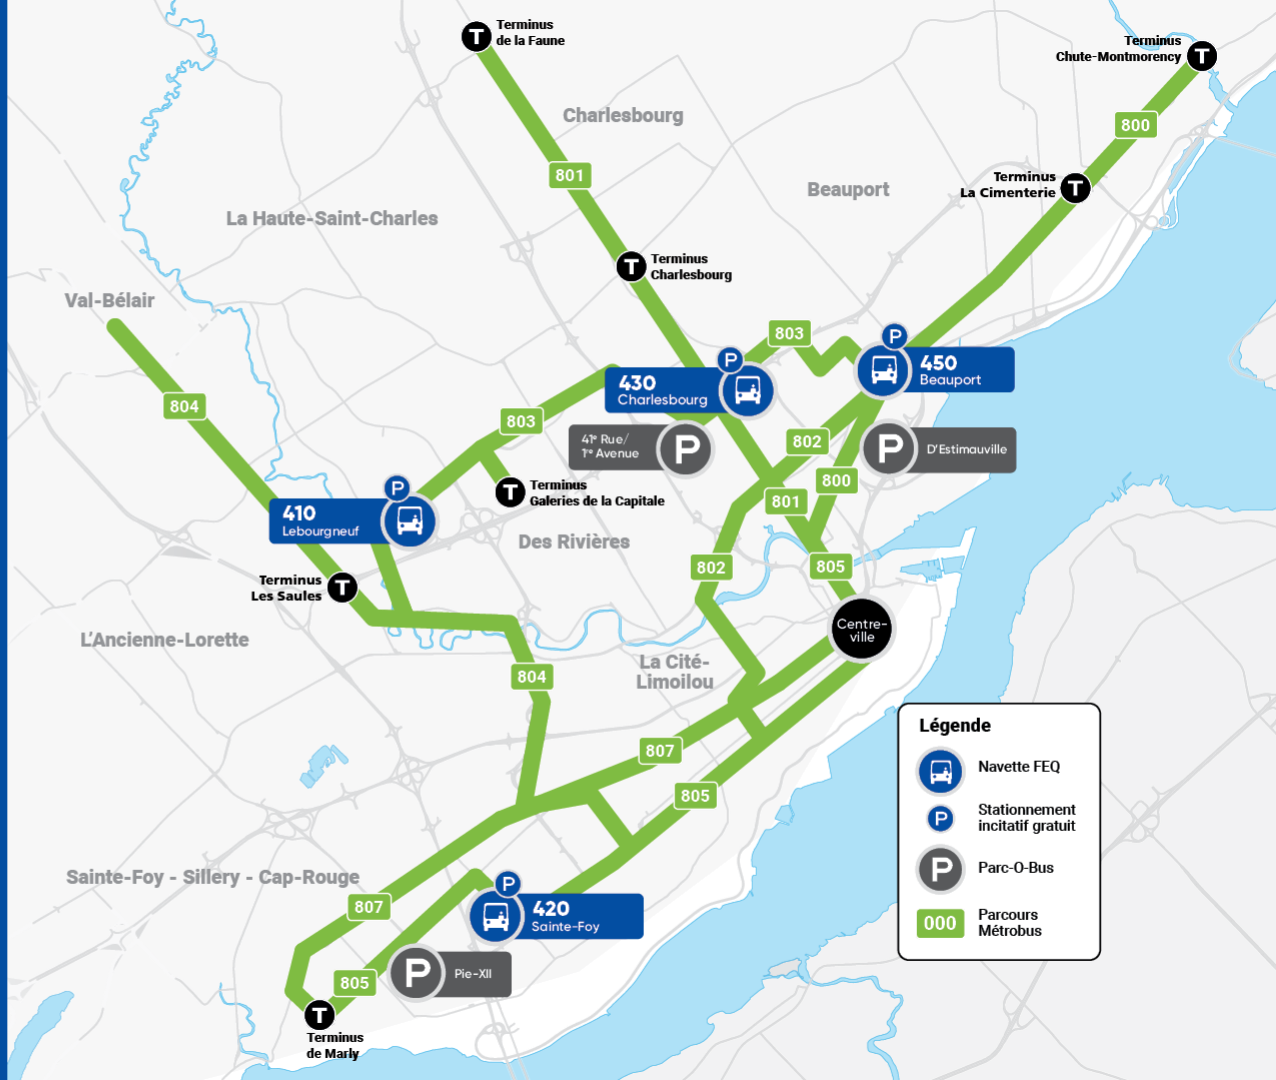 Terminus
de la Faune
Terminus
Chute-Montmorency
Charlesbourg
800
801
Terminus
La Cimenterie
Beauport
La Haute-Saint-Charles
Terminus
Charlesbourg
Val-Bélair
803
P
P
450
Beauport
430
Charlesbourg
804
803
41e Rue/
1re Avenue
P
802
P
D'Estimauville
800
801
P
Terminus
Galeries de la Capitale
410
Lebourgneuf
Des Rivières
802
805
Terminus
Les Saules
Centre-
ville
L'Ancienne-Lorette
La Cité-
Limoilou
804
807
805
Sainte-Foy - Sillery - Cap-Rouge
807
P
420
Sainte-Foy
805
P
Pie-XII
Terminus
de Marly
T
T
T
T
T
T
T
Légende
Navette FEQ
P
Stationnement
incitatif gratuit
P
Parc-O-Bus
000
Parcours
Métrobus